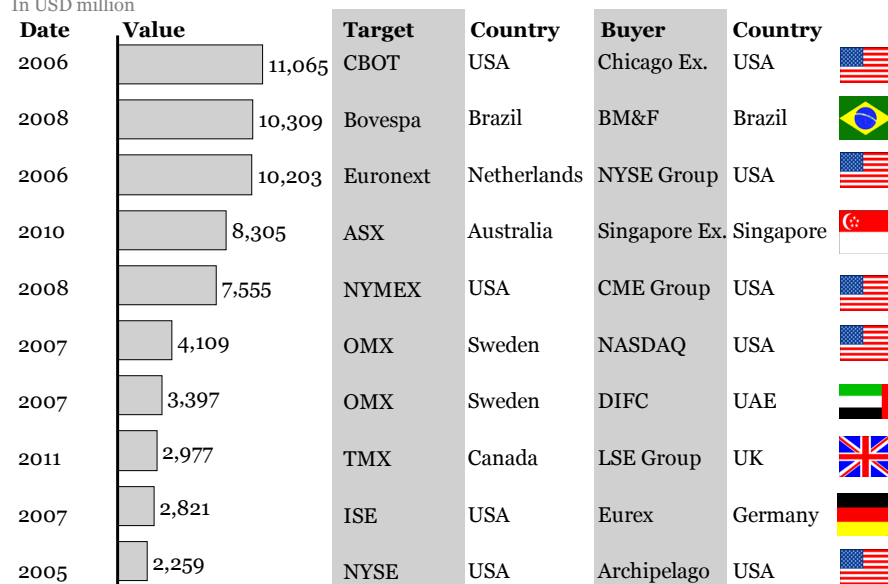 In USD million
Date Value Target Country Buyer Country
2006 11,065 CBOT USA Chicago Ex. USA
2008 10,309 Bovespa Brazil BM&F Brazil
2006 10,203 Euronext Netherlands NYSE Group USA
2010 8,305 ASX Australia Singapore Ex. Singapore
2008 7,555 NYMEX USA CME Group USA
2007 4,109 OMX Sweden NASDAQ USA
2007 3,397 OMX Sweden DIFC UAE
2011 2,977 TMX Canada LSE Group UK
2007 2,821 ISE USA Eurex Germany
2005 2,259 NYSE USA Archipelago USA